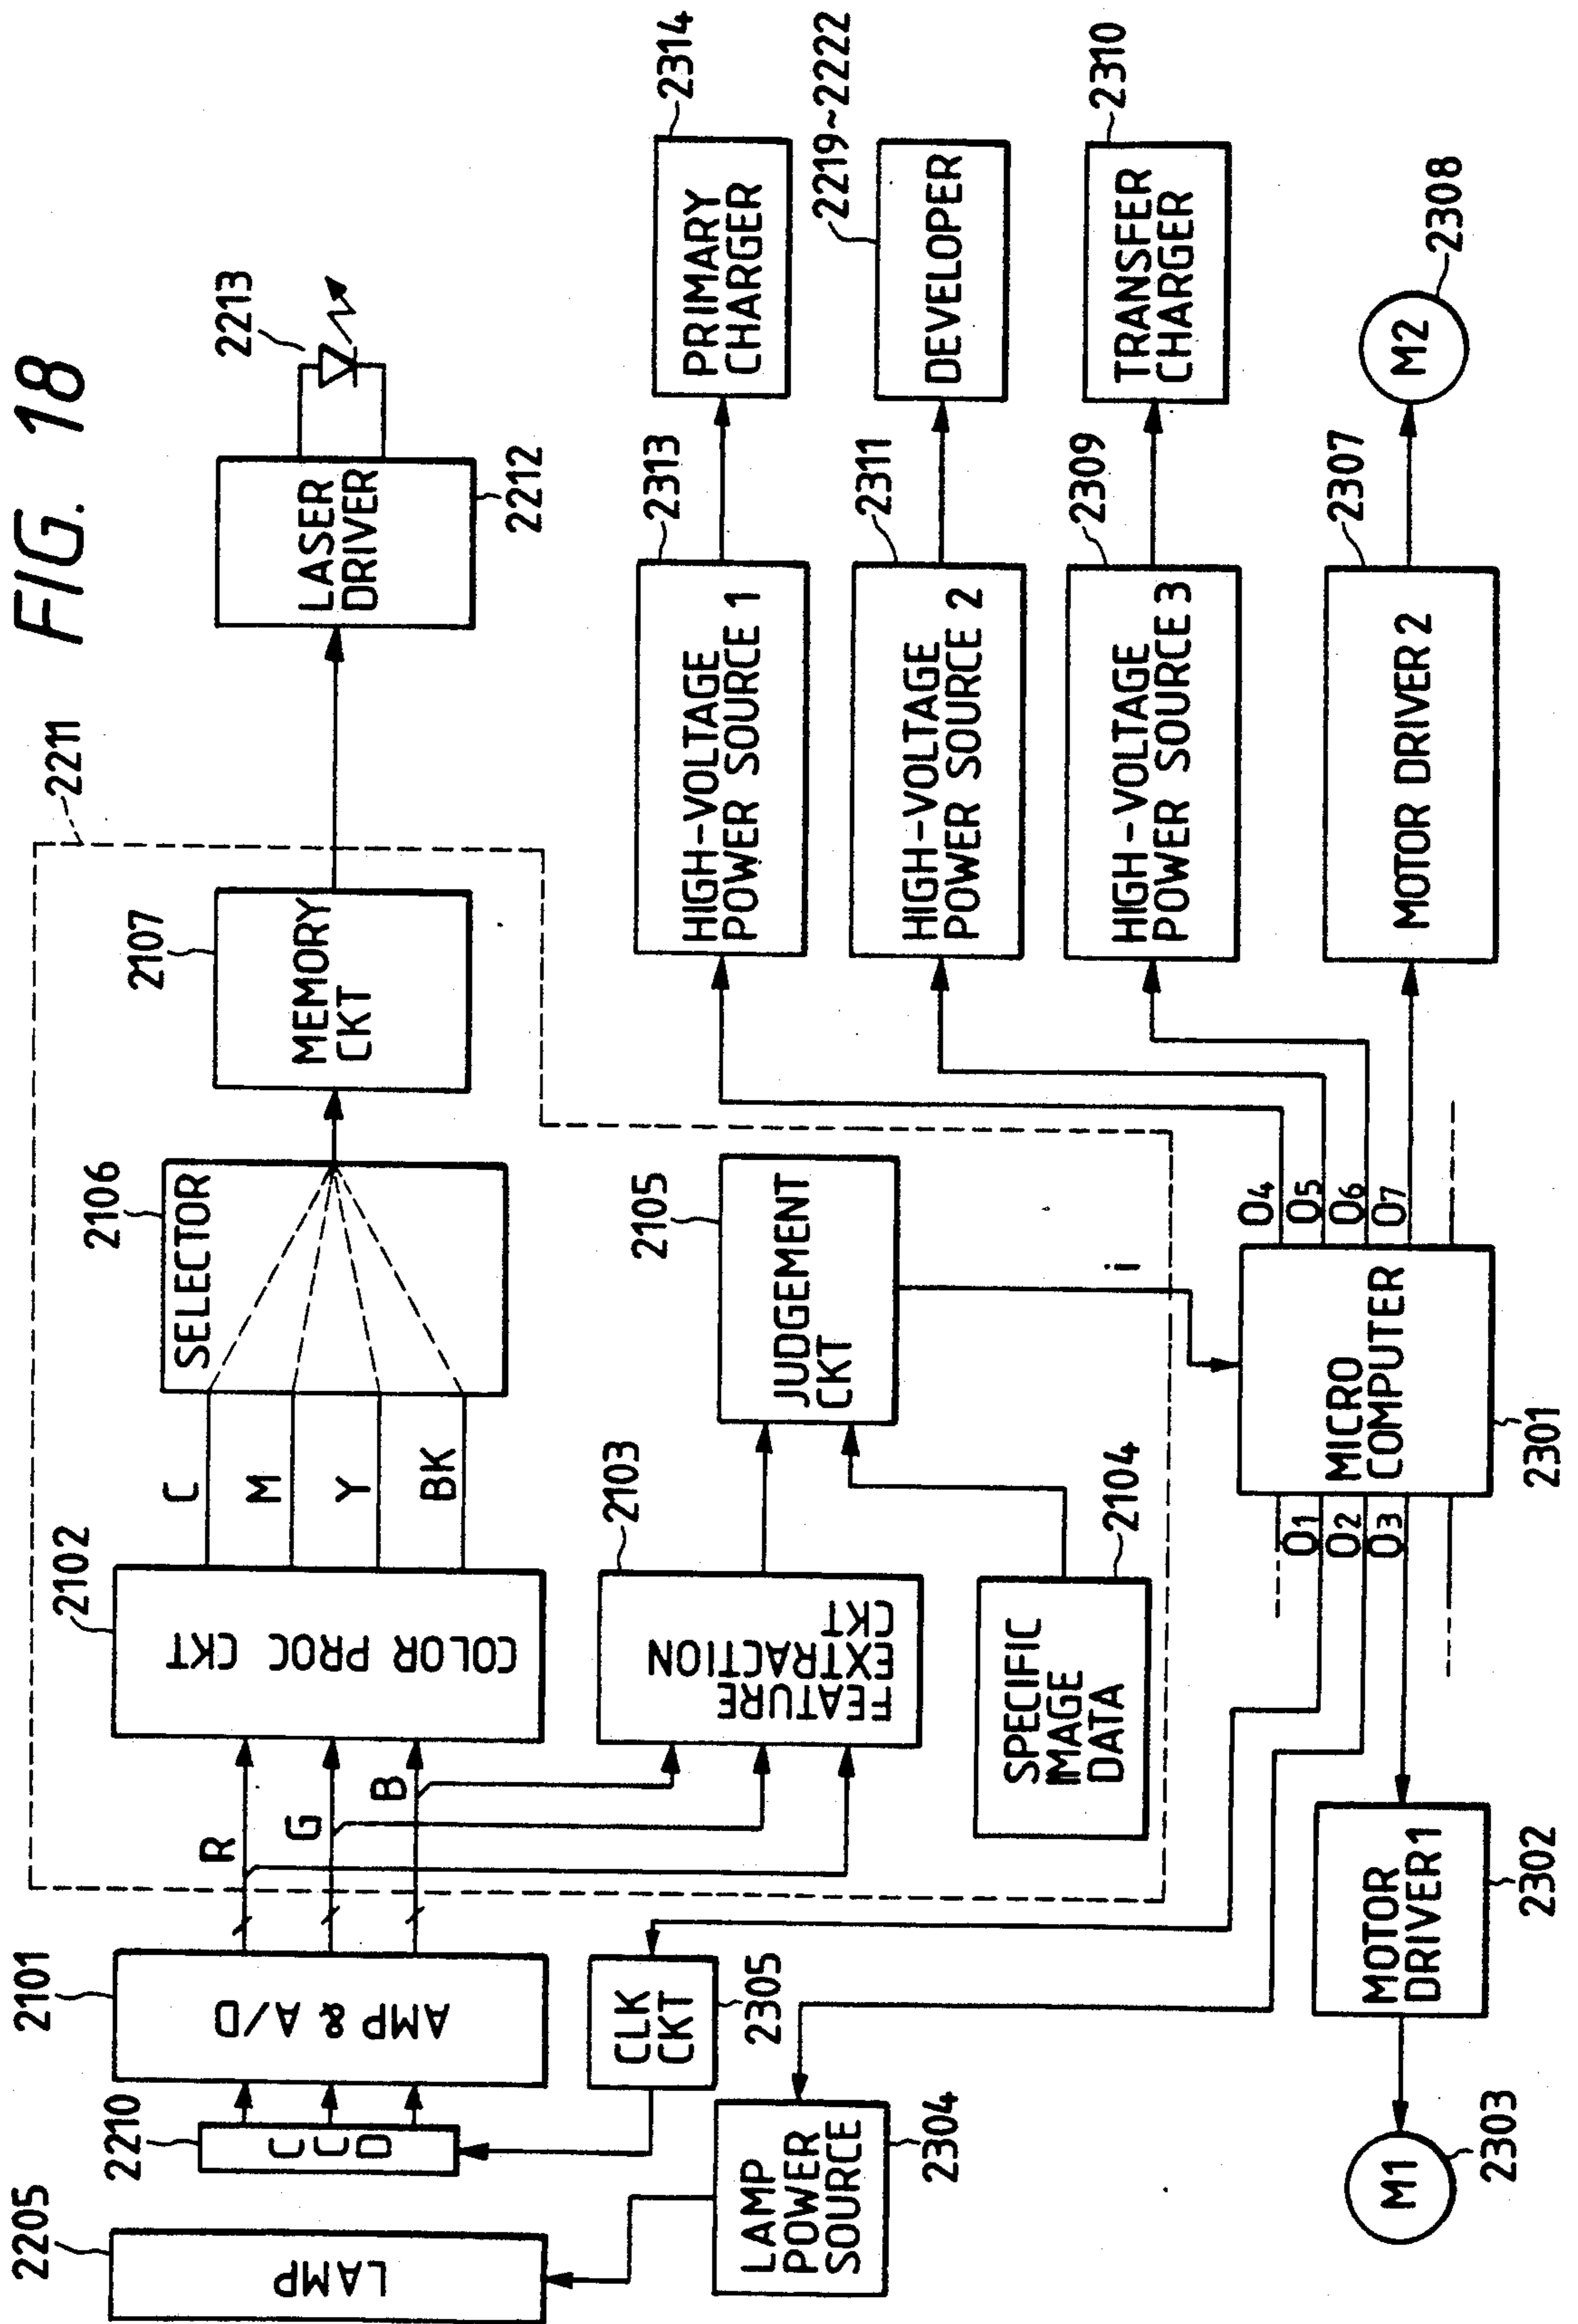 FIG. 18
2205
LAMP
2210
CCD
2101
AMP & A/D
R
G
B
2102
COLOR PROC CKT
C
M
Y
BK
2106
SELECTOR
2107
MEMORY
CKT
2211
LASER
DRIVER
2212
2213
2103
FEATURE
EXTRACTION
CKT
2104
SPECIFIC
IMAGE
DATA
2105
JUDGEMENT
CKT
i
CLK
CKT
2305
LAMP
POWER
SOURCE
2304
M1
2303
MOTOR
DRIVER 1
2302
MICRO
COMPUTER
2301
O1
O2
O3
O4
O5
O6
O7
HIGH-VOLTAGE
POWER SOURCE 1
2313
PRIMARY
CHARGER
2314
HIGH-VOLTAGE
POWER SOURCE 2
2311
DEVELOPER
2219~2222
HIGH-VOLTAGE
POWER SOURCE 3
2309
TRANSFER
CHARGER
2310
MOTOR DRIVER 2
2307
M2
2308